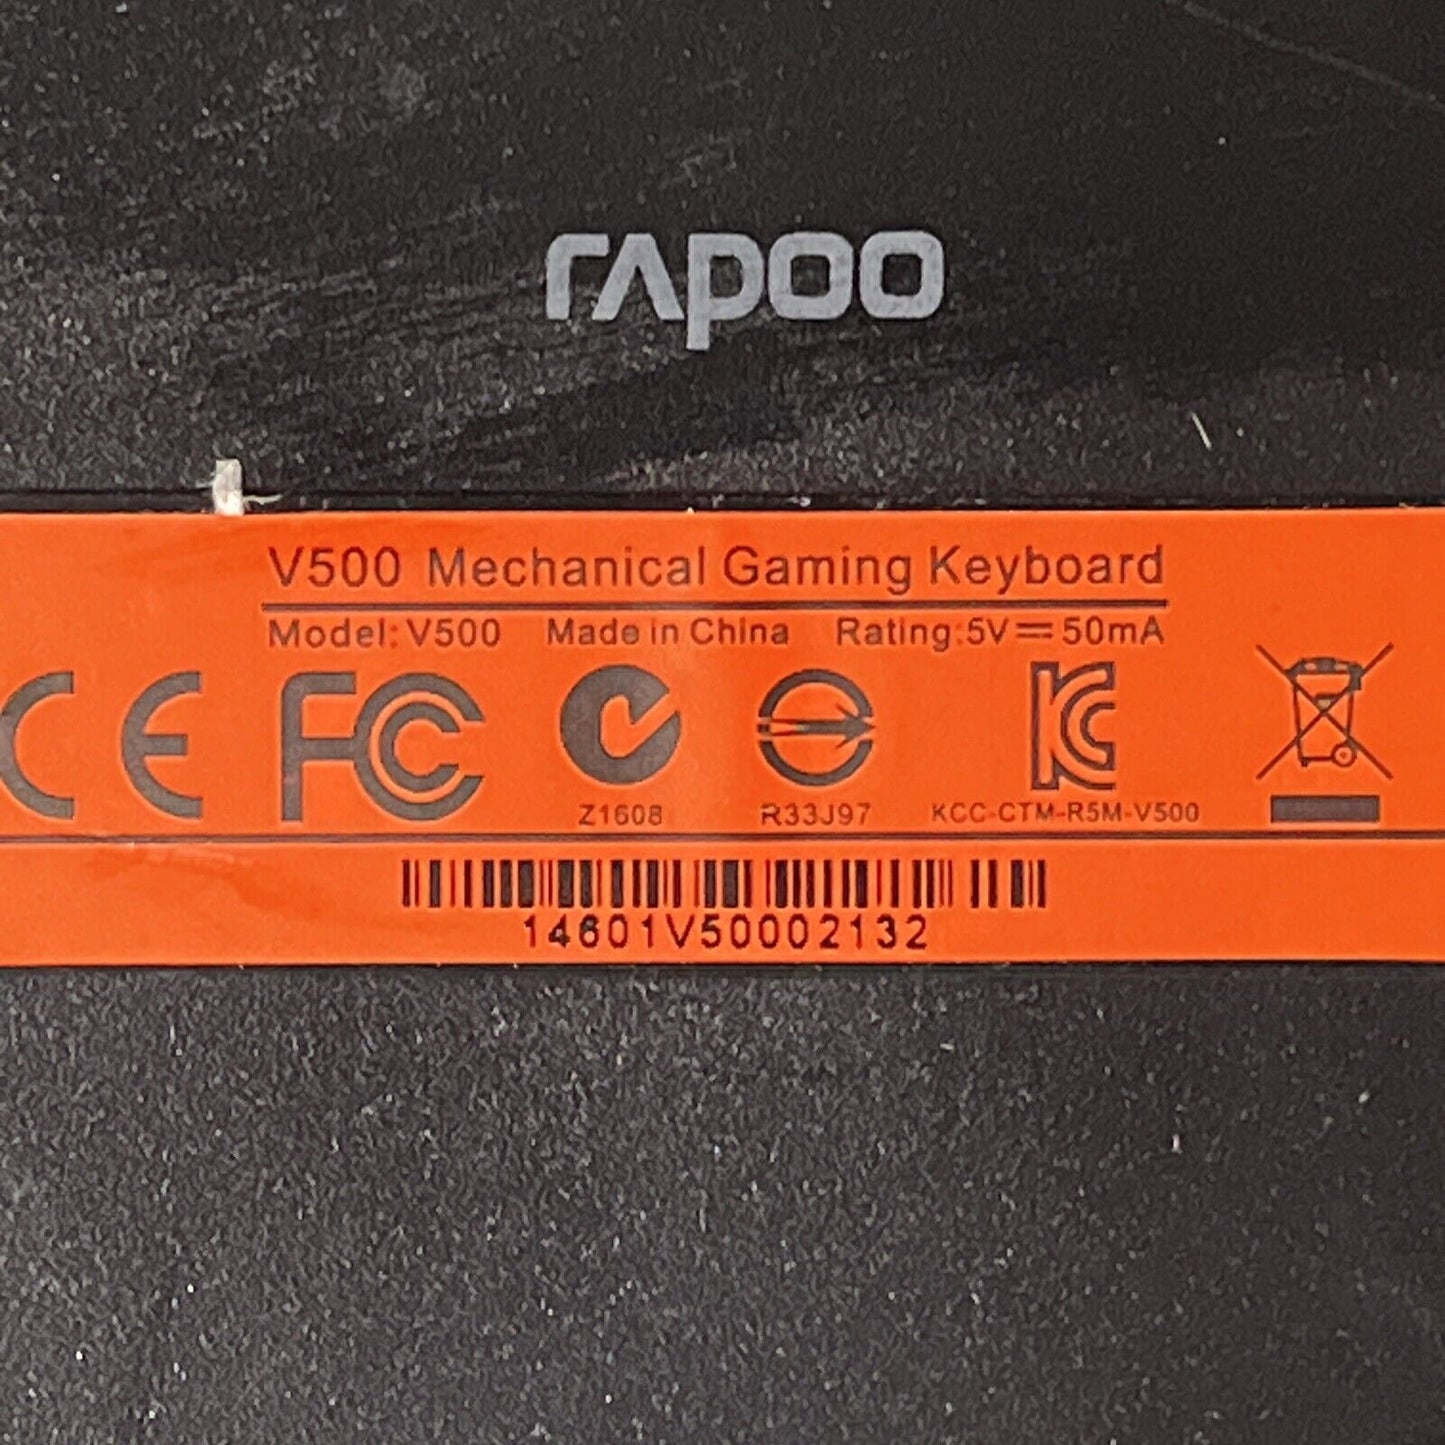 rapoo
V500 Mechanical Gaming Keyboard
Model: V500 Made in China Rating: 5V⎓50mA
CE FC KC
Z1608 R33J97 KCC-CTM-R5M-V500
14601V50002132